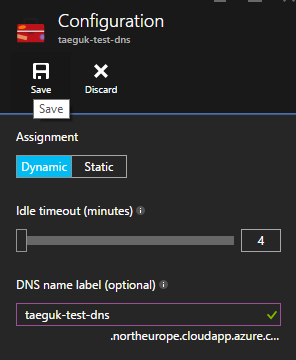 Configuration
taeguk-test-dns
Save
Discard
Save
Assignment
Dynamic Static
Idle timeout (minutes)
4
DNS name label (optional)
taeguk-test-dns
.northeurope.cloudapp.azure.c...